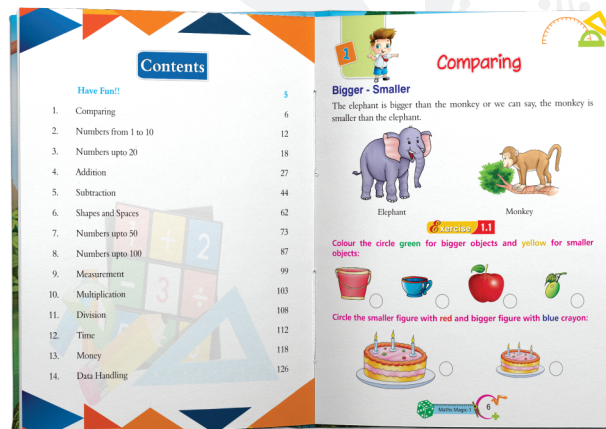 Contents
Have Fun!! 5
1. Comparing 6
2. Numbers from 1 to 10 12
3. Numbers upto 20 18
4. Addition 27
5. Subtraction 44
6. Shapes and Spaces 62
7. Numbers upto 50 73
8. Numbers upto 100 87
9. Measurement 99
10. Multiplication 103
11. Division 108
12. Time 112
13. Money 118
14. Data Handling 126
1
Comparing
Bigger - Smaller
The elephant is bigger than the monkey or we can say, the monkey is
smaller than the elephant.
Elephant Monkey
Exercise 1.1
Colour the circle green for bigger objects and yellow for smaller
objects:
Circle the smaller figure with red and bigger figure with blue crayon:
Maths Magic-1 6